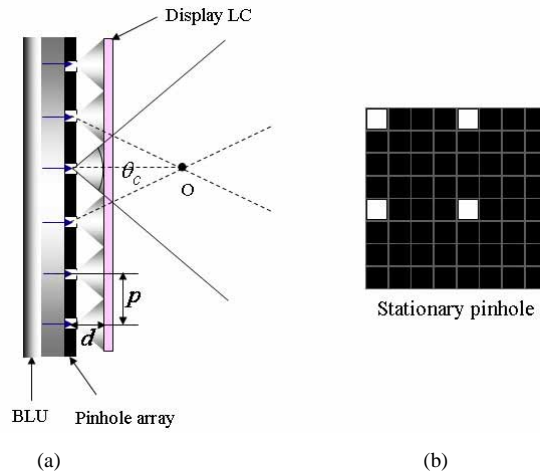 Display LC
θc
O
p
d
BLU
Pinhole array
(a)
Stationary pinhole
(b)